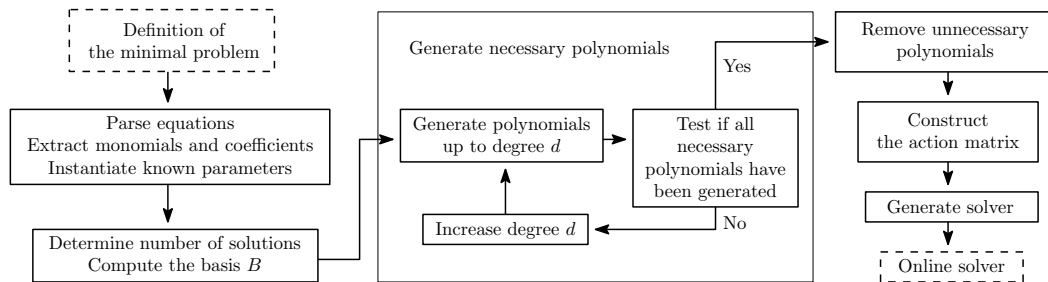 Definition of
the minimal problem
Parse equations
Extract monomials and coefficients
Instantiate known parameters
Determine number of solutions
Compute the basis B
Generate necessary polynomials
Generate polynomials
up to degree d
Increase degree d
Test if all
necessary
polynomials have
been generated
Yes
No
Remove unnecessary
polynomials
Construct
the action matrix
Generate solver
Online solver